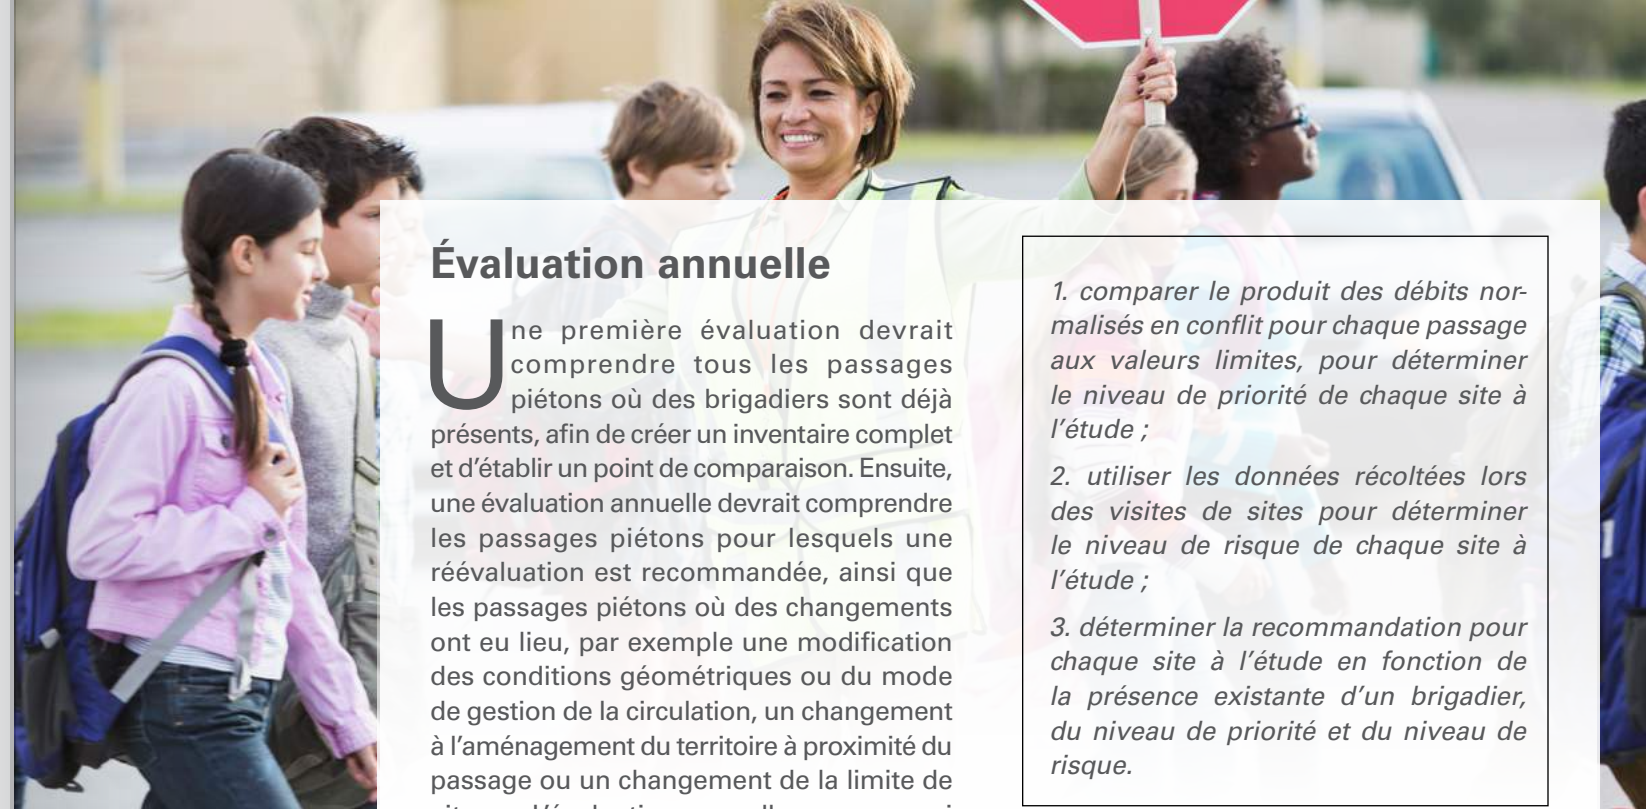 Évaluation annuelle
Une première évaluation devrait
comprendre tous les passages
piétons où des brigadiers sont déjà
présents, afin de créer un inventaire complet
et d'établir un point de comparaison. Ensuite,
une évaluation annuelle devrait comprendre
les passages piétons pour lesquels une
réévaluation est recommandée, ainsi que
les passages piétons où des changements
ont eu lieu, par exemple une modification
des conditions géométriques ou du mode
de gestion de la circulation, un changement
à l'aménagement du territoire à proximité du
passage ou un changement de la limite de
1. comparer le produit des débits nor-
malisés en conflit pour chaque passage
aux valeurs limites, pour déterminer
le niveau de priorité de chaque site à
l'étude ;
2. utiliser les données récoltées lors
des visites de sites pour déterminer
le niveau de risque de chaque site à
l'étude ;
3. déterminer la recommandation pour
chaque site à l'étude en fonction de
la présence existante d'un brigadier,
du niveau de priorité et du niveau de
risque.